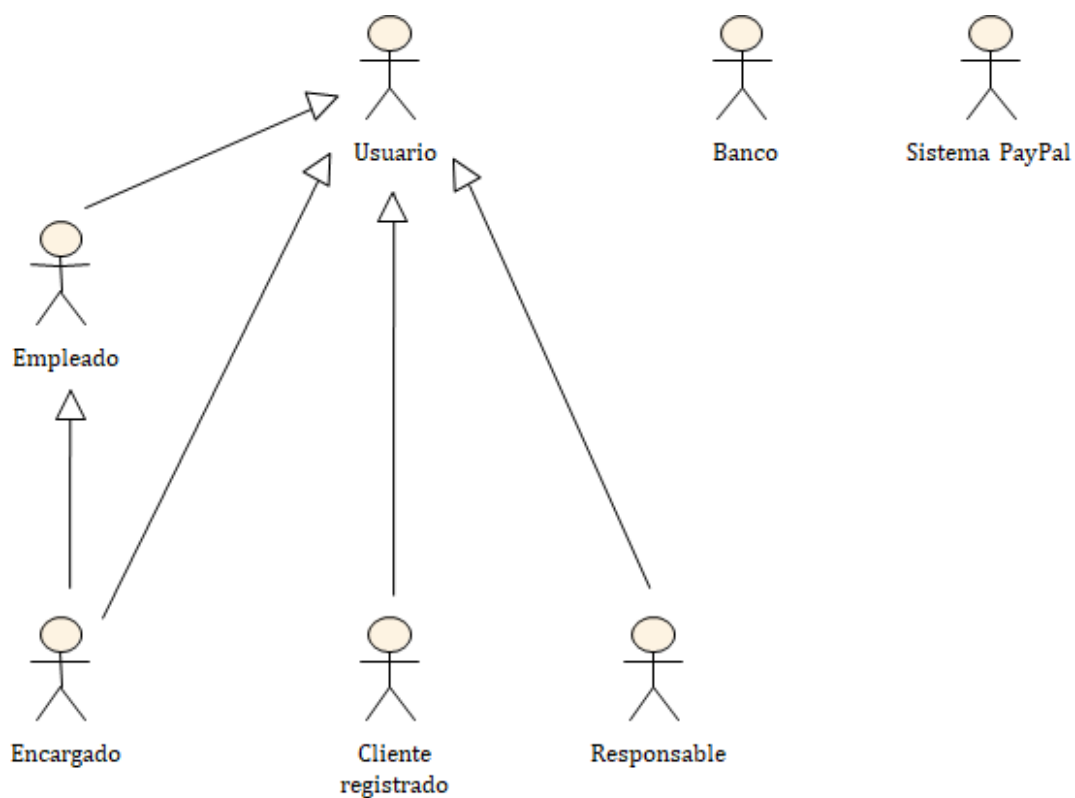 Usuario
Banco
Sistema PayPal
Empleado
Encargado
Cliente
registrado
Responsable